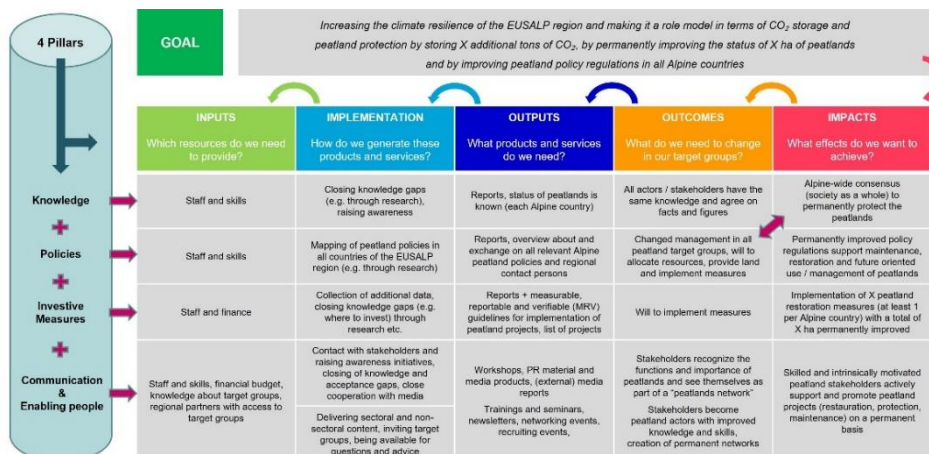 4 Pillars
GOAL
Increasing the climate resilience of the EUSALP region and making it a role model in terms of CO₂ storage and
peatland protection by storing X additional tons of CO₂, by permanently improving the status of X ha of peatlands
and by improving peatland policy regulations in all Alpine countries
INPUTS
Which resources do we need
to provide?
IMPLEMENTATION
How do we generate these
products and services?
OUTPUTS
What products and services
do we need?
OUTCOMES
What do we need to change
in our target groups?
IMPACTS
What effects do we want to
achieve?
Knowledge
Staff and skills
Closing knowledge gaps
(e.g. through research),
raising awareness
Reports, status of peatlands is
known (each Alpine country)
All actors / stakeholders have
the same knowledge and agree on
facts and figures
Alpine-wide consensus
(society as a whole) to
permanently protect the
peatlands
+
Policies
Staff and skills
Mapping of peatland policies in
all countries of the EUSALP
region (e.g. through research)
Reports, overview about and
exchange on all relevant Alpine
peatland policies and regional
contact persons
Changed management in all
peatland target groups, will to
allocate resources, provide land
and implement measures
Permanently improved policy
regulations support maintenance,
restoration and future oriented
use / management of peatlands
+
Investive
Measures
Staff and finance
Collection of additional data,
closing knowledge gaps (e.g.
where to invest) through
research etc.
Reports + measurable,
reportable and verifiable (MRV)
guidelines for implementation of
peatland projects, list of projects
Will to implement measures
Implementation of X peatland
restoration measures (at least 1
per Alpine country) with a total of
X ha permanently improved
+
Communication
&
Enabling people
Staff and skills, financial budget,
knowledge about target groups,
regional partners with access to
target groups
Contact with stakeholders and
raising awareness initiatives,
closing of knowledge and
acceptance gaps, close
cooperation with media
Delivering sectoral and non-
sectoral content, inviting target
groups, being available for
questions and advice
Workshops, PR material and
media products, (external) media
reports
Trainings and seminars,
newsletters, networking events,
recruiting events,
Stakeholders recognize the
functions and importance of
peatlands and see themselves as
part of a “peatlands network”
Stakeholders become
peatland actors with improved
knowledge and skills,
creation of permanent networks
Skilled and intrinsically motivated
peatland stakeholders actively
support and promote peatland
projects (restauration, protection,
maintenance) on a permanent
basis